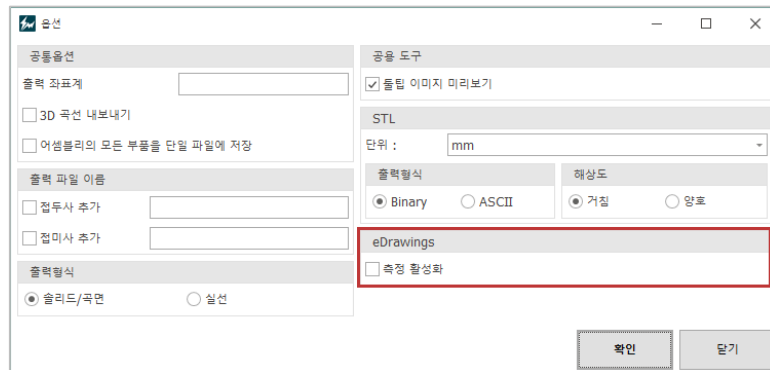 옵션
공통옵션
출력 좌표계
3D 곡선 내보내기
어셈블리의 모든 부품을 단일 파일에 저장
출력 파일 이름
접두사 추가
접미사 추가
출력형식
솔리드/곡면 실선
공용 도구
툴팁 이미지 미리보기
STL
단위 : mm
출력형식 해상도
Binary ASCII 거침 양호
eDrawings
측정 활성화
확인 닫기